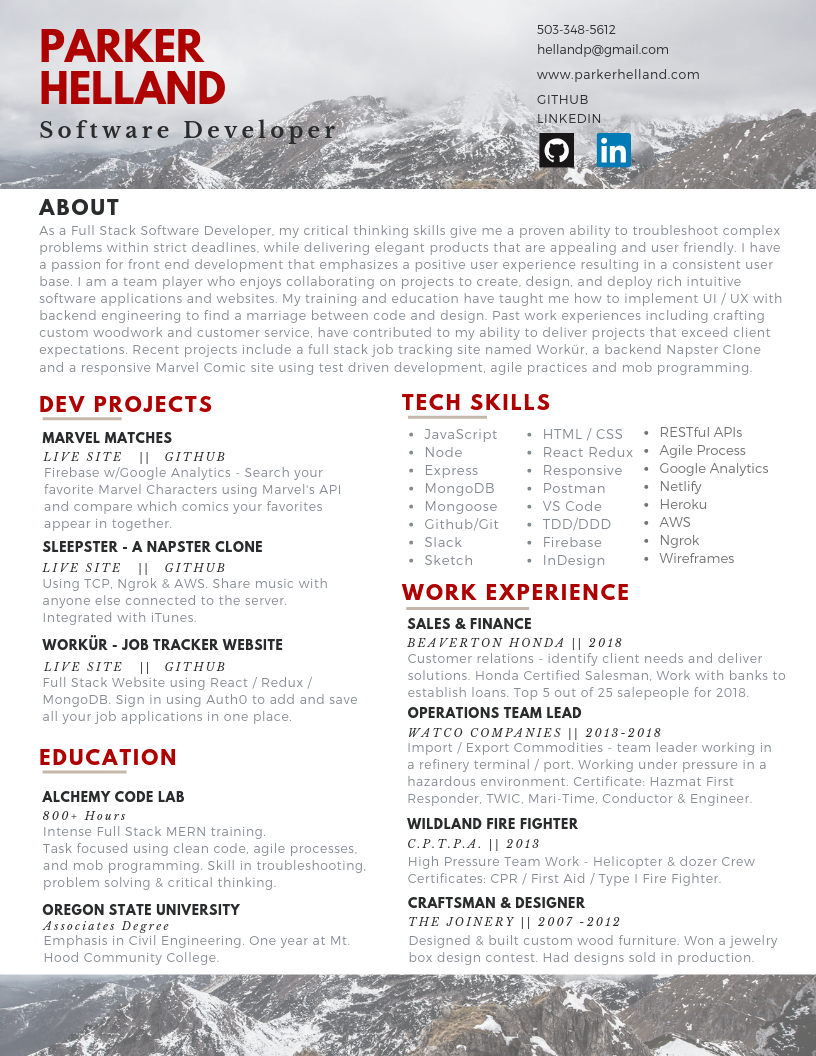 PARKER
HELLAND
Software Developer
503-348-5612
hellandp@gmail.com
www.parkerhelland.com
GITHUB
LINKEDIN
in
ABOUT
As a Full Stack Software Developer, my critical thinking skills give me a proven ability to troubleshoot complex
problems within strict deadlines, while delivering elegant products that are appealing and user friendly. I have
a passion for front end development that emphasizes a positive user experience resulting in a consistent user
base. I am a team player who enjoys collaborating on projects to create, design, and deploy rich intuitive
software applications and websites. My training and education have taught me how to implement UI / UX with
backend engineering to find a marriage between code and design. Past work experiences including crafting
custom woodwork and customer service, have contributed to my ability to deliver projects that exceed client
expectations. Recent projects include a full stack job tracking site named Workür, a backend Napster Clone
and a responsive Marvel Comic site using test driven development, agile practices and mob programming.
DEV PROJECTS
MARVEL MATCHES
LIVE SITE || GITHUB
Firebase w/Google Analytics - Search your
favorite Marvel Characters using Marvel's API
and compare which comics your favorites
appear in together.
SLEEPSTER - A NAPSTER CLONE
LIVE SITE || GITHUB
Using TCP, Ngrok & AWS. Share music with
anyone else connected to the server.
Integrated with iTunes.
WORKÜR - JOB TRACKER WEBSITE
LIVE SITE || GITHUB
Full Stack Website using React / Redux /
MongoDB. Sign in using Auth0 to add and save
all your job applications in one place.
EDUCATION
ALCHEMY CODE LAB
800+ Hours
Intense Full Stack MERN training.
Task focused using clean code, agile processes,
and mob programming. Skill in troubleshooting,
problem solving & critical thinking.
OREGON STATE UNIVERSITY
Associates Degree
Emphasis in Civil Engineering. One year at Mt.
Hood Community College.
TECH SKILLS
• JavaScript
• Node
• Express
• MongoDB
• Mongoose
• Github/Git
• Slack
• Sketch
• HTML / CSS
• React Redux
• Responsive
• Postman
• VS Code
• TDD/DDD
• Firebase
• InDesign
• RESTful APIs
• Agile Process
• Google Analytics
• Netlify
• Heroku
• AWS
• Ngrok
• Wireframes
WORK EXPERIENCE
SALES & FINANCE
BEAVERTON HONDA || 2018
Customer relations - identify client needs and deliver
solutions. Honda Certified Salesman, Work with banks to
establish loans. Top 5 out of 25 salepeople for 2018.
OPERATIONS TEAM LEAD
WATCO COMPANIES || 2013-2018
Import / Export Commodities - team leader working in
a refinery terminal / port. Working under pressure in a
hazardous environment. Certificate: Hazmat First
Responder, TWIC, Mari-Time, Conductor & Engineer.
WILDLAND FIRE FIGHTER
C.P.T.P.A. || 2013
High Pressure Team Work - Helicopter & dozer Crew
Certificates: CPR / First Aid / Type I Fire Fighter.
CRAFTSMAN & DESIGNER
THE JOINERY || 2007 -2012
Designed & built custom wood furniture. Won a jewelry
box design contest. Had designs sold in production.